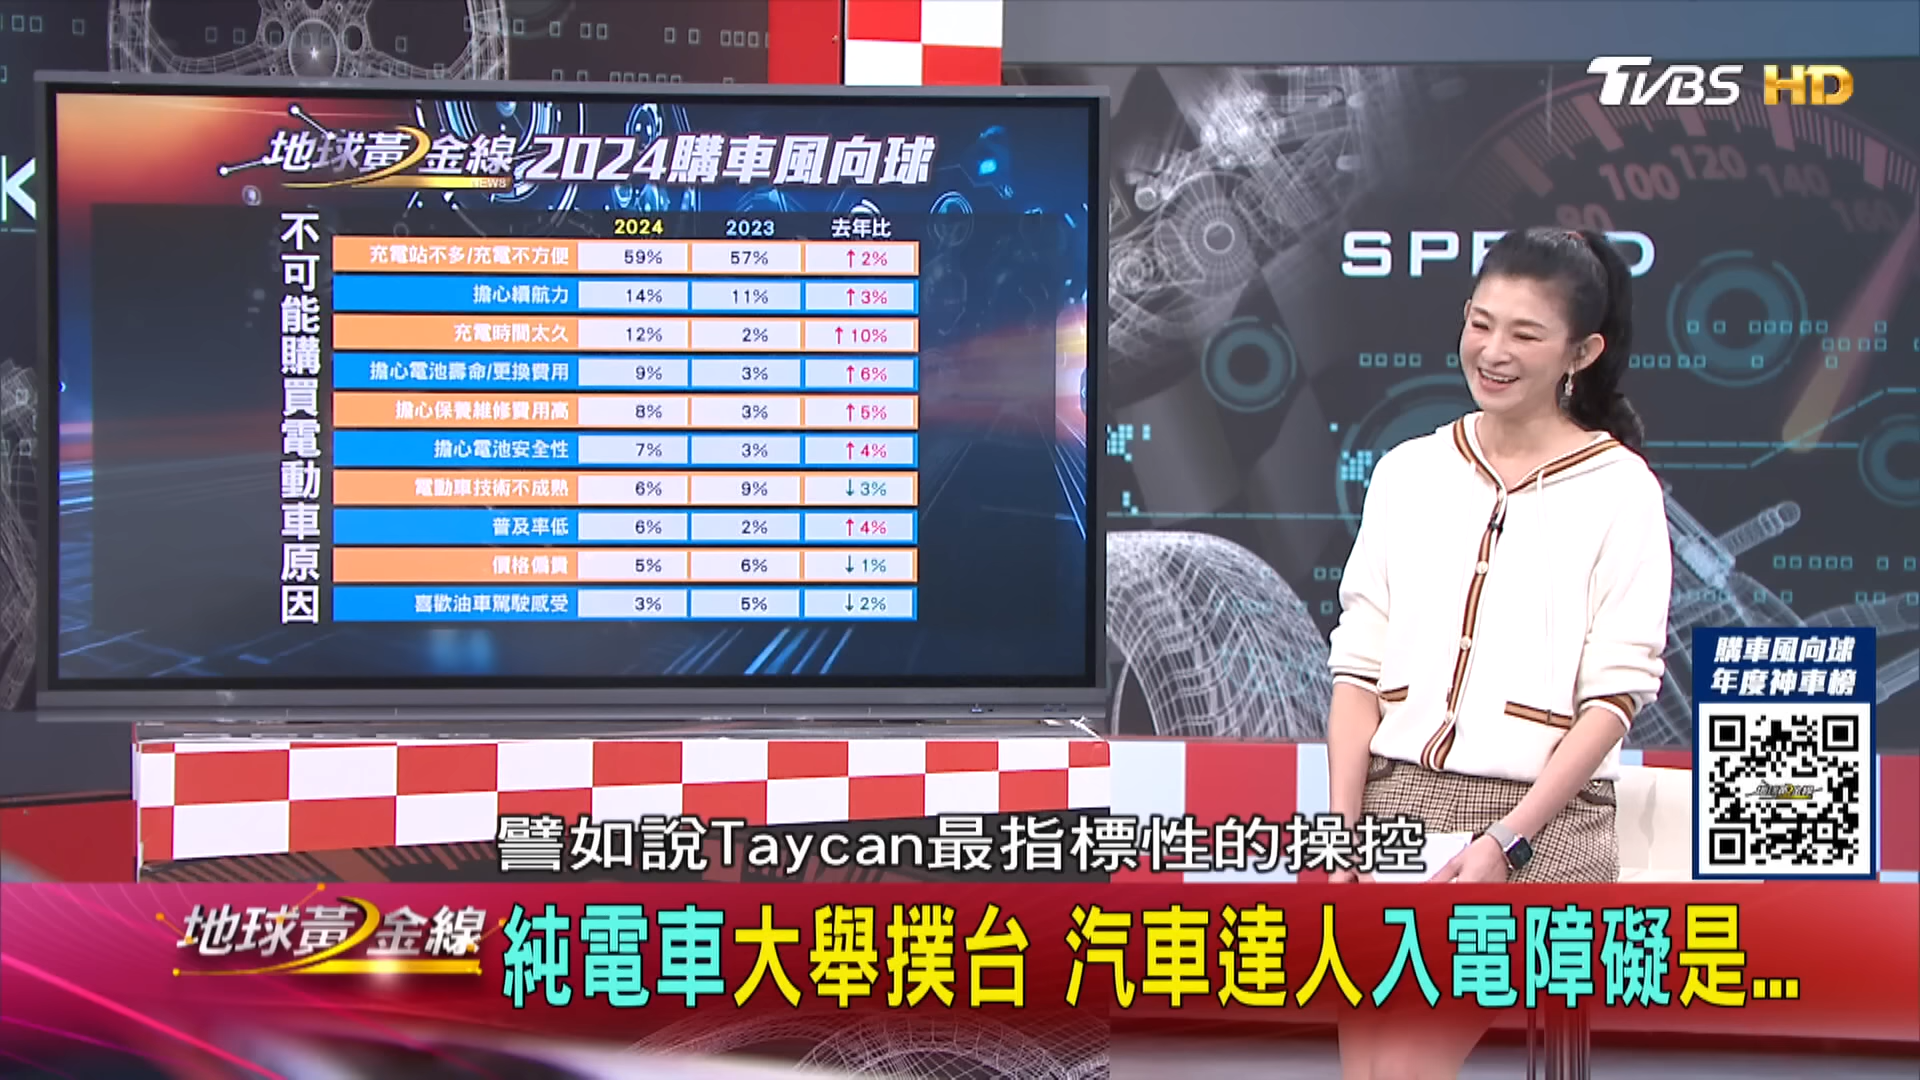 TVBS HD
K
地球黃金線 2024購車風向球
NEWS
不可能購買電動車原因
2024 2023 去年比
充電站不多/充電不方便 59% 57% ↑2%
擔心續航力 14% 11% ↑3%
充電時間太久 12% 2% ↑10%
擔心電池壽命/更換費用 9% 3% ↑6%
擔心保養維修費用高 8% 3% ↑5%
擔心電池安全性 7% 3% ↑4%
電動車技術不成熟 6% 9% ↓3%
普及率低 6% 2% ↑4%
價格偏貴 5% 6% ↓1%
喜歡油車駕駛感受 3% 5% ↓2%
80 100 120 140 160
購車風向球
年度神車榜
地球黃金線
譬如說Taycan最指標性的操控
地球黃金線
純電車大舉撲台 汽車達人入電障礙是...